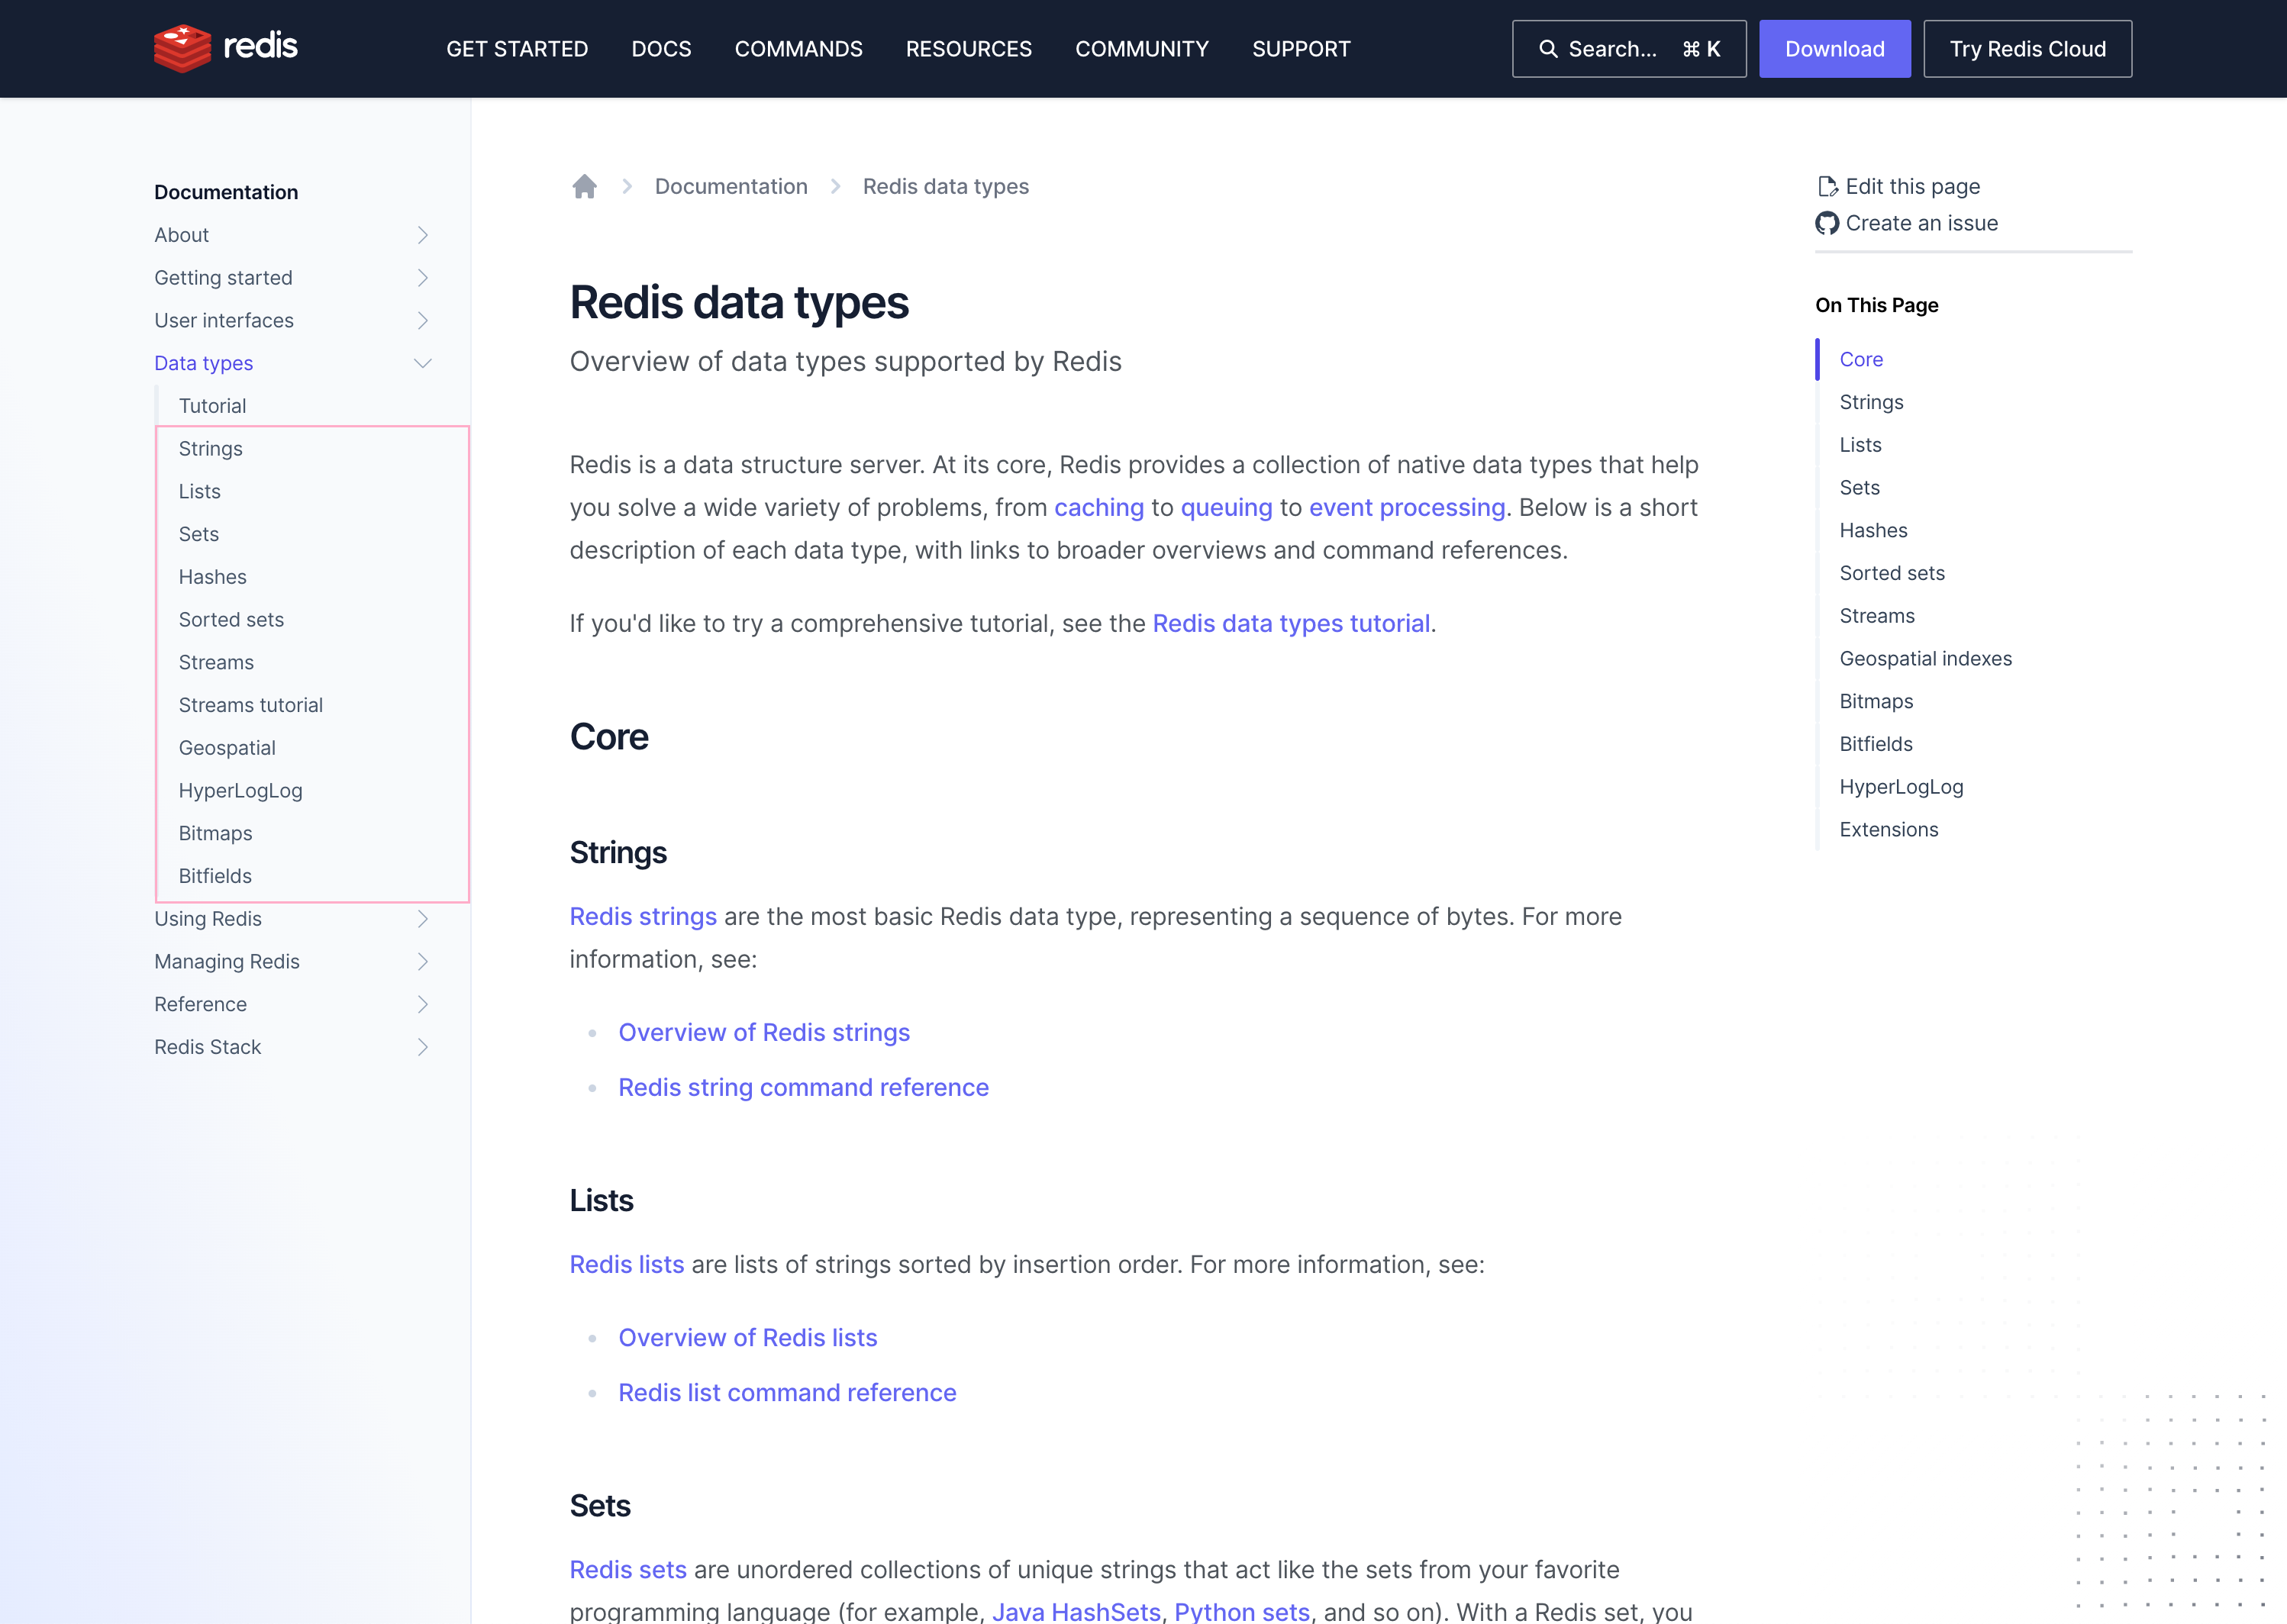 redis
GET STARTED
DOCS
COMMANDS
RESOURCES
COMMUNITY
SUPPORT
Search... ⌘ K
Download
Try Redis Cloud
Documentation
About
Getting started
User interfaces
Data types
Tutorial
Strings
Lists
Sets
Hashes
Sorted sets
Streams
Streams tutorial
Geospatial
HyperLogLog
Bitmaps
Bitfields
Using Redis
Managing Redis
Reference
Redis Stack
Documentation
Redis data types
Redis data types
Overview of data types supported by Redis
Redis is a data structure server. At its core, Redis provides a collection of native data types that help
you solve a wide variety of problems, from caching to queuing to event processing. Below is a short
description of each data type, with links to broader overviews and command references.
If you'd like to try a comprehensive tutorial, see the Redis data types tutorial.
Core
Strings
Redis strings are the most basic Redis data type, representing a sequence of bytes. For more
information, see:
Overview of Redis strings
Redis string command reference
Lists
Redis lists are lists of strings sorted by insertion order. For more information, see:
Overview of Redis lists
Redis list command reference
Sets
Redis sets are unordered collections of unique strings that act like the sets from your favorite
programming language (for example, Java HashSets, Python sets, and so on). With a Redis set, you
Edit this page
Create an issue
On This Page
Core
Strings
Lists
Sets
Hashes
Sorted sets
Streams
Geospatial indexes
Bitmaps
Bitfields
HyperLogLog
Extensions